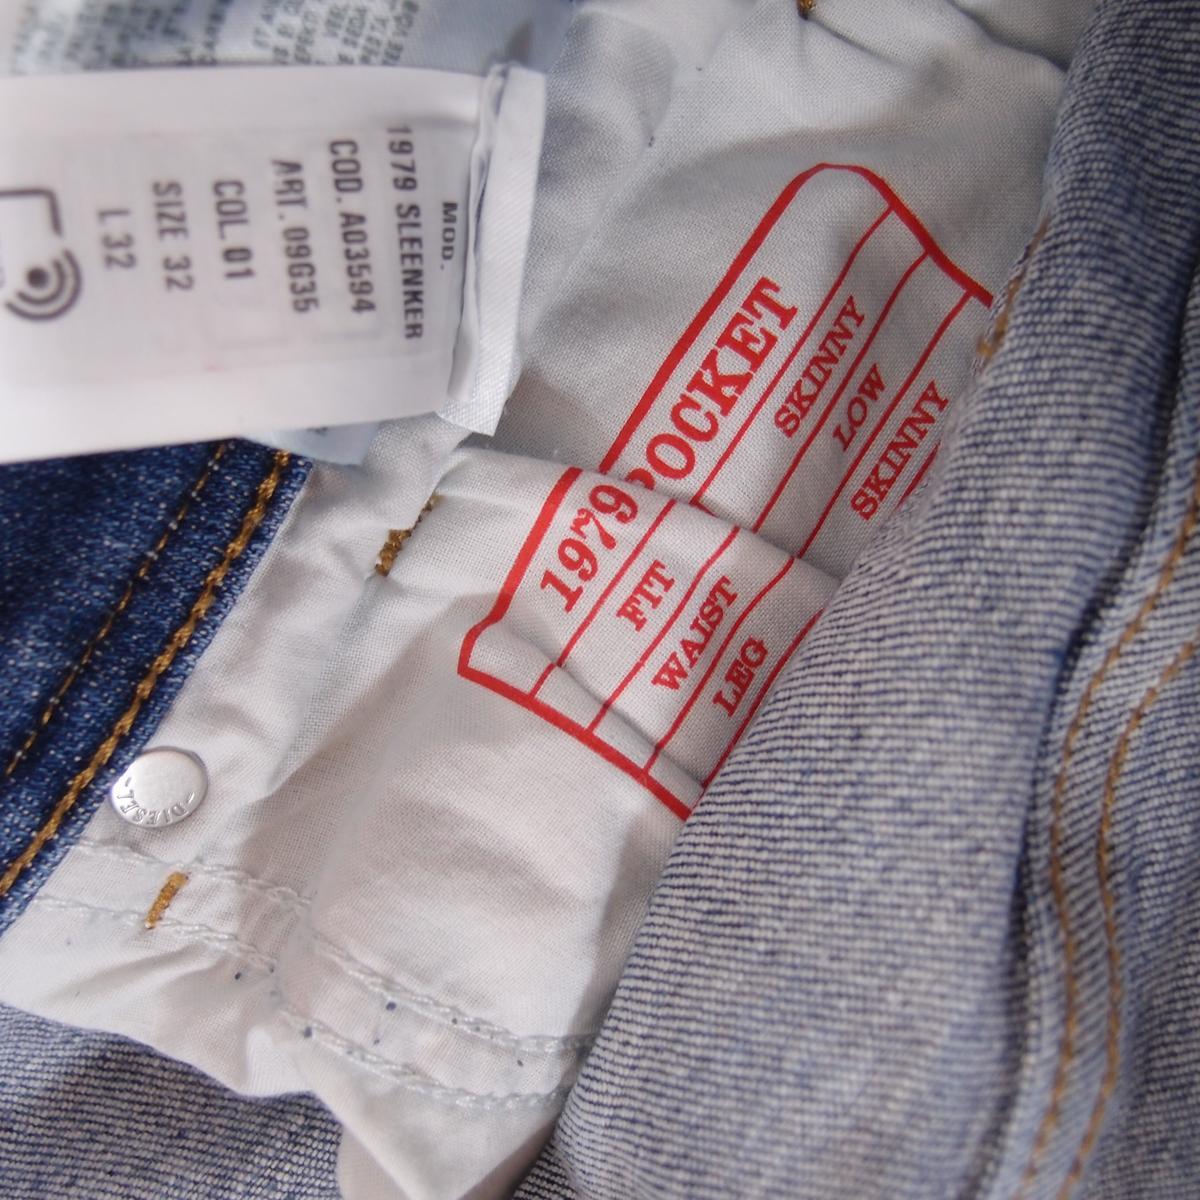 MOD.
1979 SLEENKER
COD. A03594
ART. 09G35
COL. 01
SIZE 32
L 32
1979 POCKET
FIT SKINNY
WAIST LOW
LEG SKINNY
DIESEL